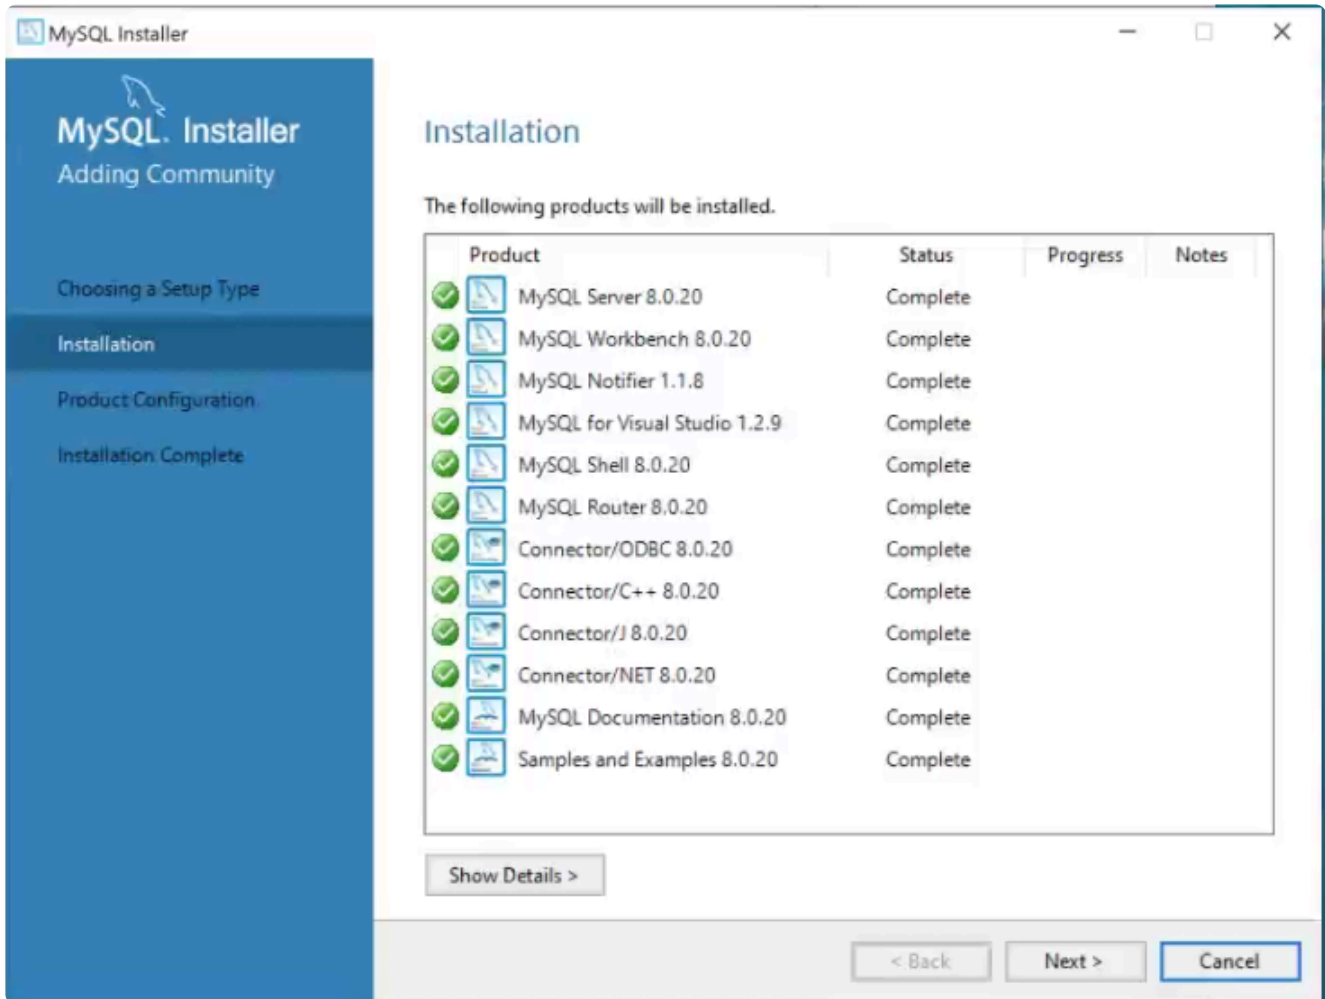 MySQL Installer
MySQL. Installer
Adding Community
Choosing a Setup Type
Installation
Product Configuration
Installation Complete
Installation
The following products will be installed.
Product Status Progress Notes
MySQL Server 8.0.20 Complete
MySQL Workbench 8.0.20 Complete
MySQL Notifier 1.1.8 Complete
MySQL for Visual Studio 1.2.9 Complete
MySQL Shell 8.0.20 Complete
MySQL Router 8.0.20 Complete
Connector/ODBC 8.0.20 Complete
Connector/C++ 8.0.20 Complete
Connector/J 8.0.20 Complete
Connector/NET 8.0.20 Complete
MySQL Documentation 8.0.20 Complete
Samples and Examples 8.0.20 Complete
Show Details >
< Back Next > Cancel